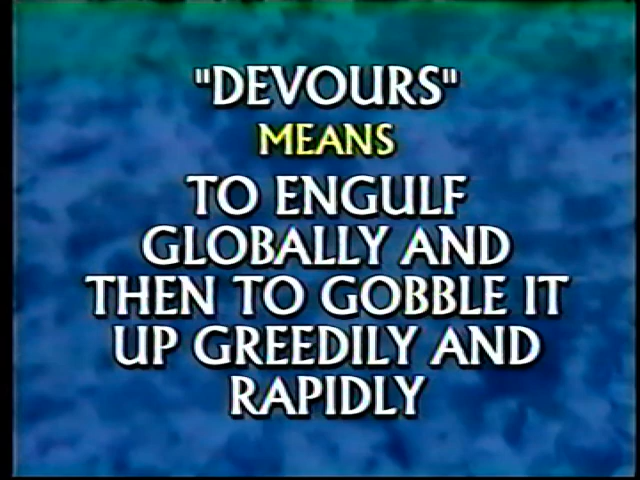 "DEVOURS"
MEANS
TO ENGULF
GLOBALLY AND
THEN TO GOBBLE IT
UP GREEDILY AND
RAPIDLY